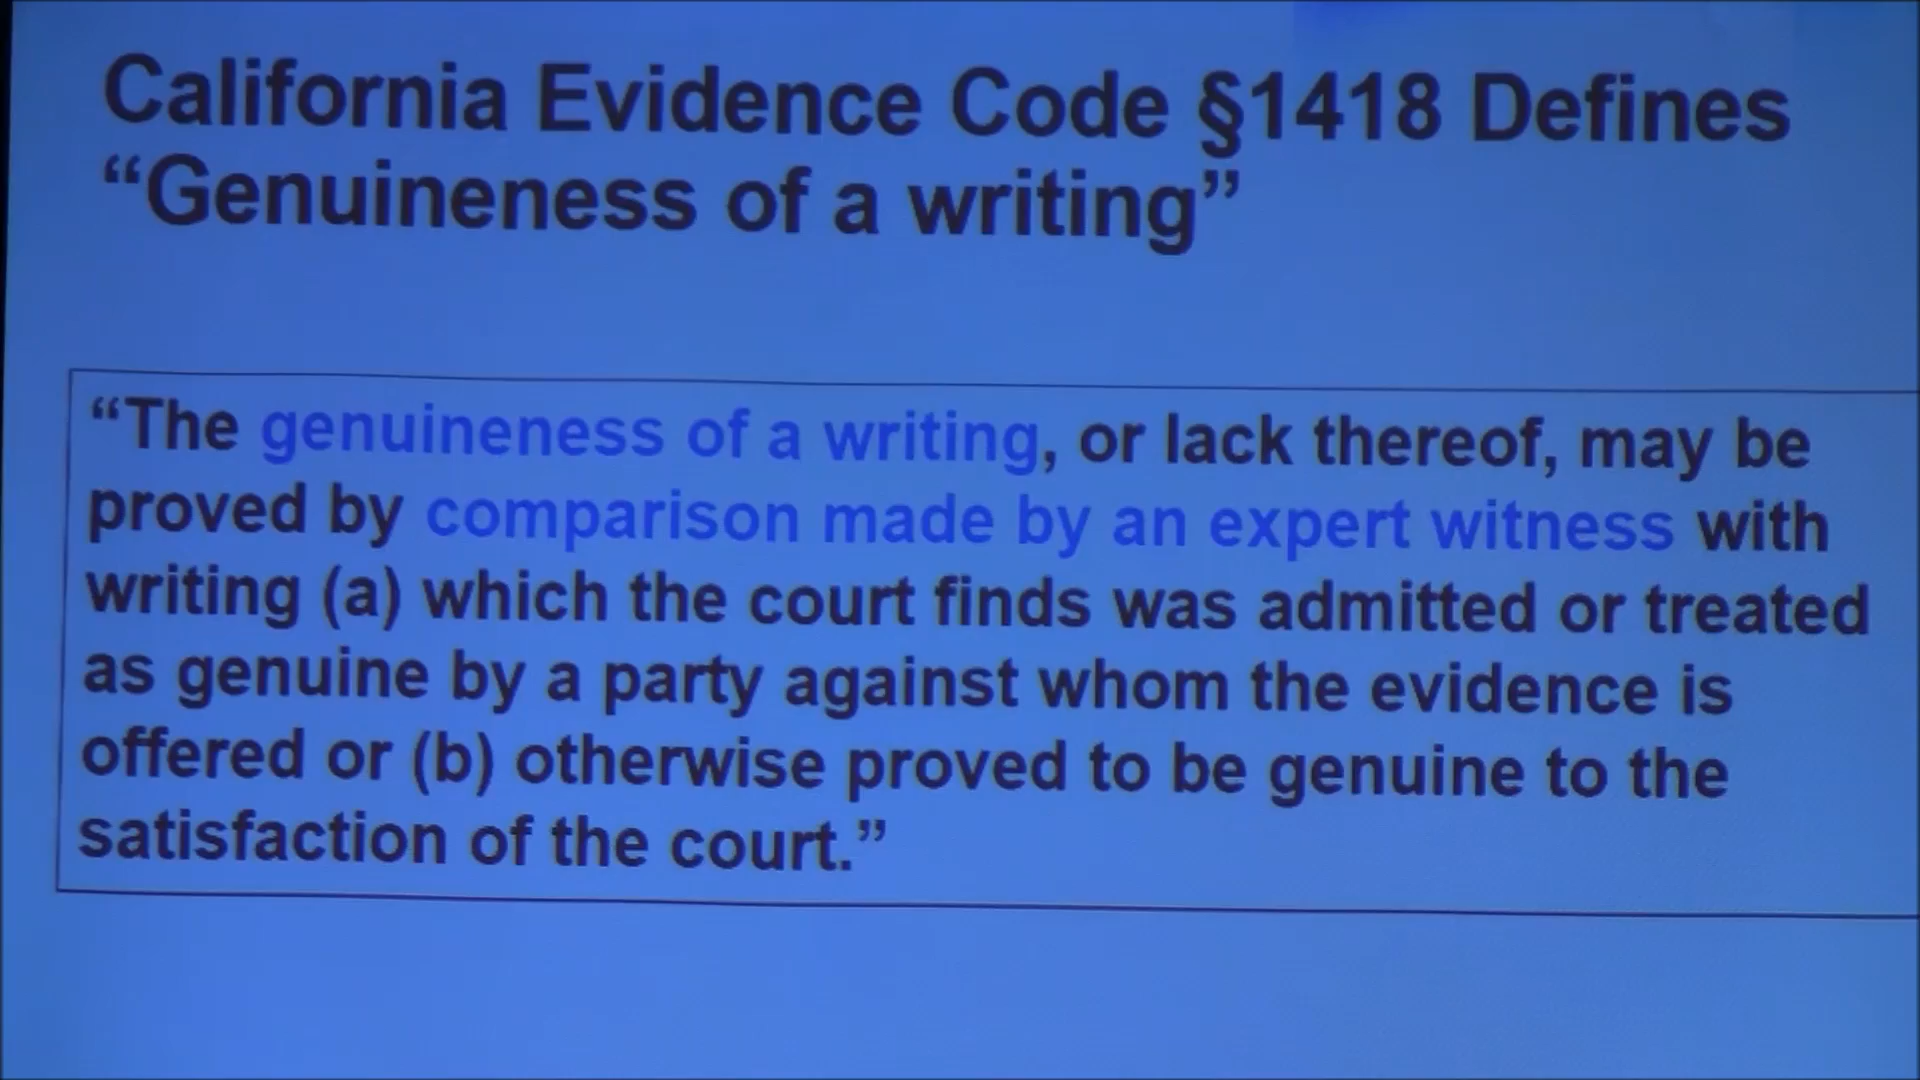 California Evidence Code §1418 Defines
“Genuineness of a writing”
“The genuineness of a writing, or lack thereof, may be
proved by comparison made by an expert witness with
writing (a) which the court finds was admitted or treated
as genuine by a party against whom the evidence is
offered or (b) otherwise proved to be genuine to the
satisfaction of the court.”